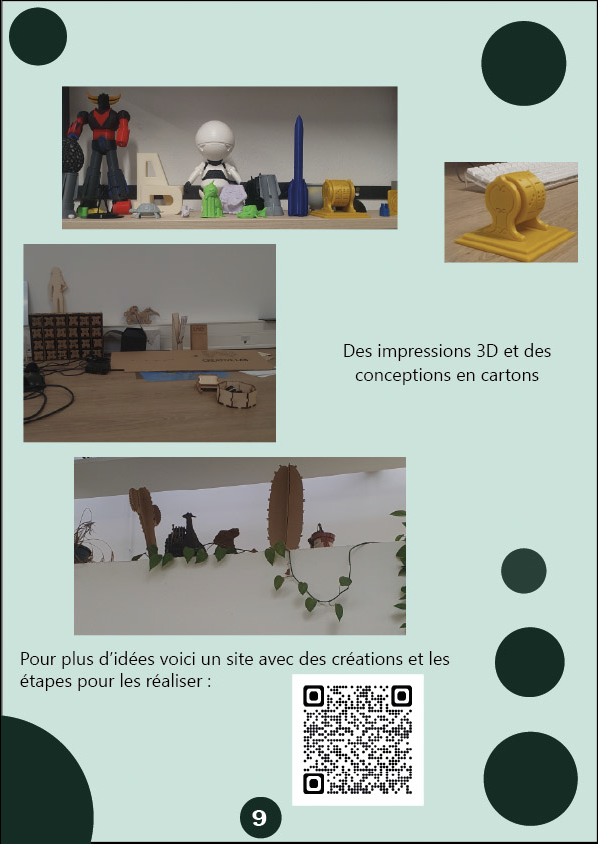 Des impressions 3D et des
conceptions en cartons
Pour plus d’idées voici un site avec des créations et les
étapes pour les réaliser :
9